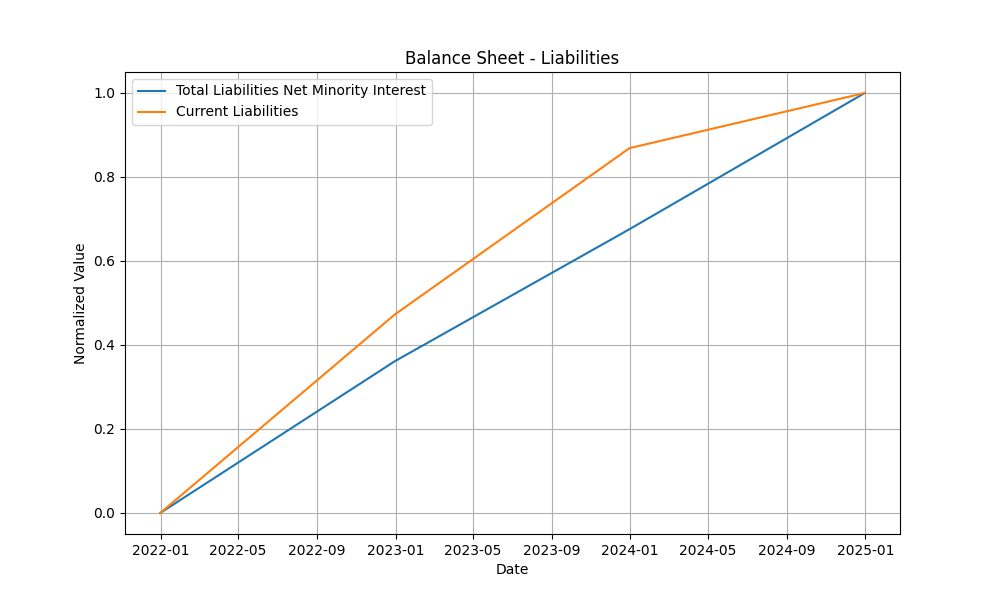 Balance Sheet - Liabilities
Total Liabilities Net Minority Interest
Current Liabilities
Normalized Value
1.0
0.8
0.6
0.4
0.2
0.0
2022-01 2022-05 2022-09 2023-01 2023-05 2023-09 2024-01 2024-05 2024-09 2025-01
Date